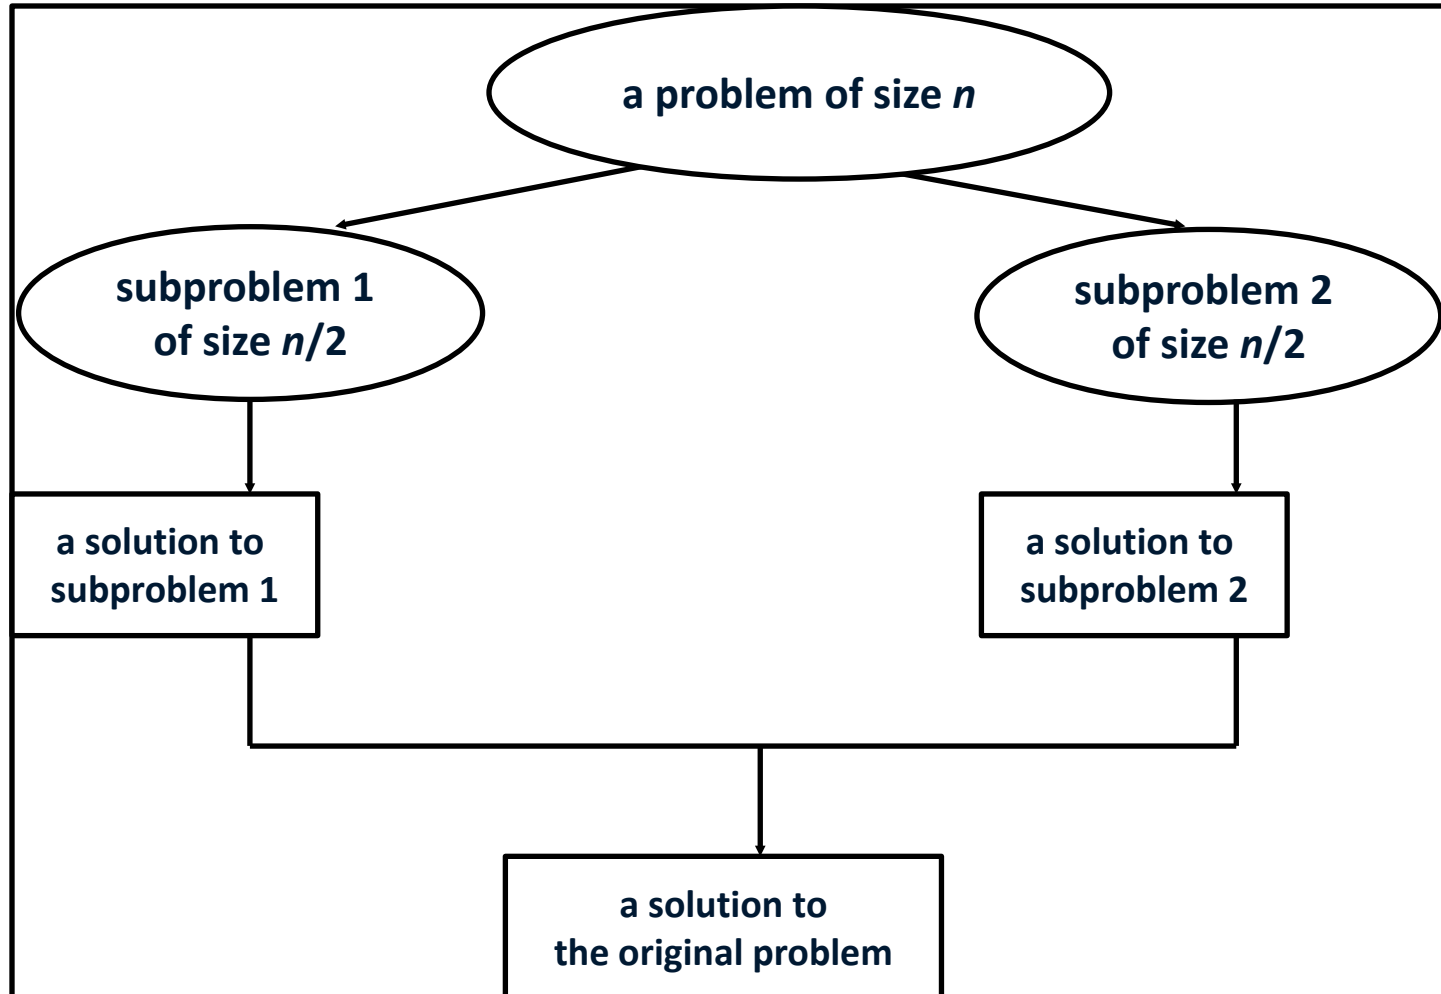 a problem of size n
subproblem 1
of size n/2
subproblem 2
of size n/2
a solution to
subproblem 1
a solution to
subproblem 2
a solution to
the original problem